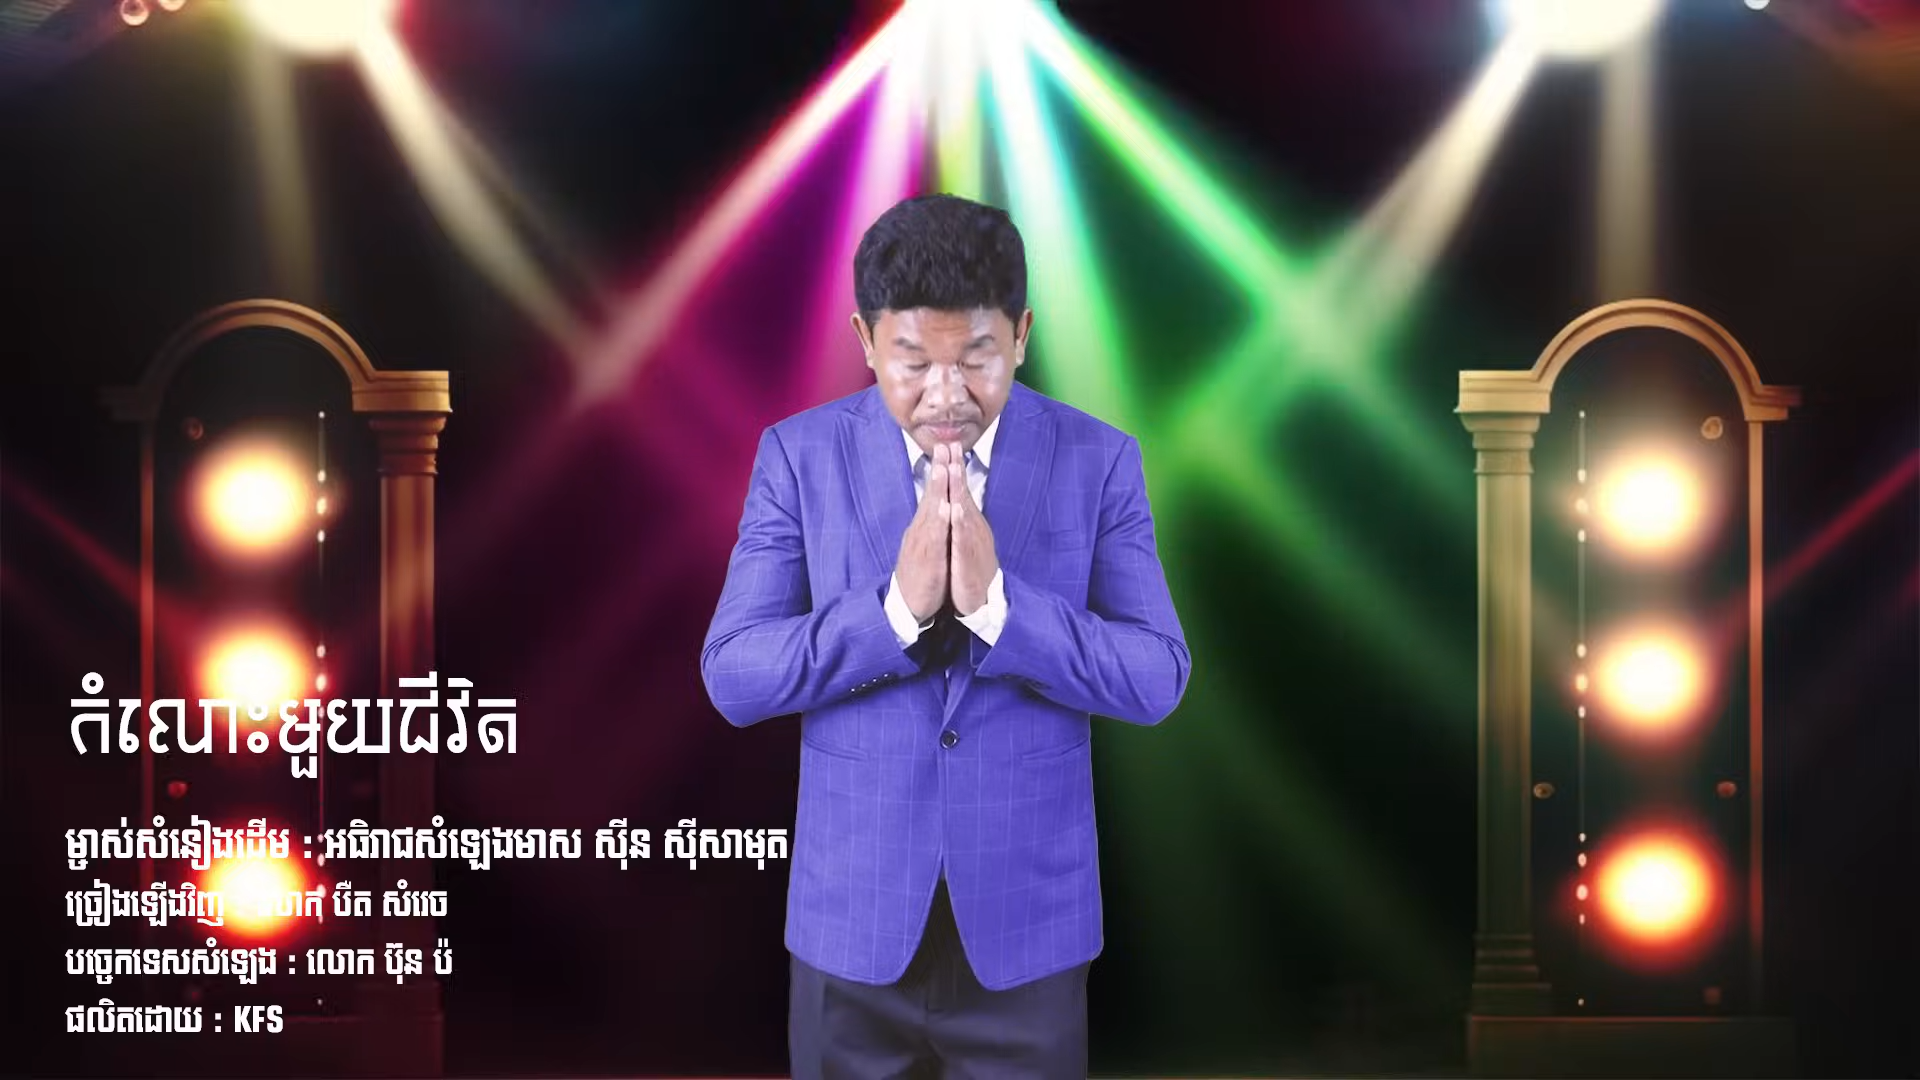 កំលោះមួយជីវិត
ម្ចាស់សំនៀងដើម : អធិរាជសំឡេងមាស ស៊ីន ស៊ីសាមុត
ច្រៀងឡើងវិញ : លោក ប៊ឺត សំរេច
បច្ចេកទេសសំឡេង : លោក ប៊ុន ប៉
ផលិតដោយ : KFS